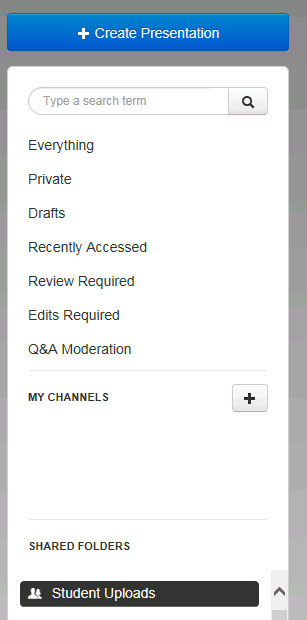 Create Presentation
Type a search term
Everything
Private
Drafts
Recently Accessed
Review Required
Edits Required
Q&A Moderation
MY CHANNELS
SHARED FOLDERS
Student Uploads